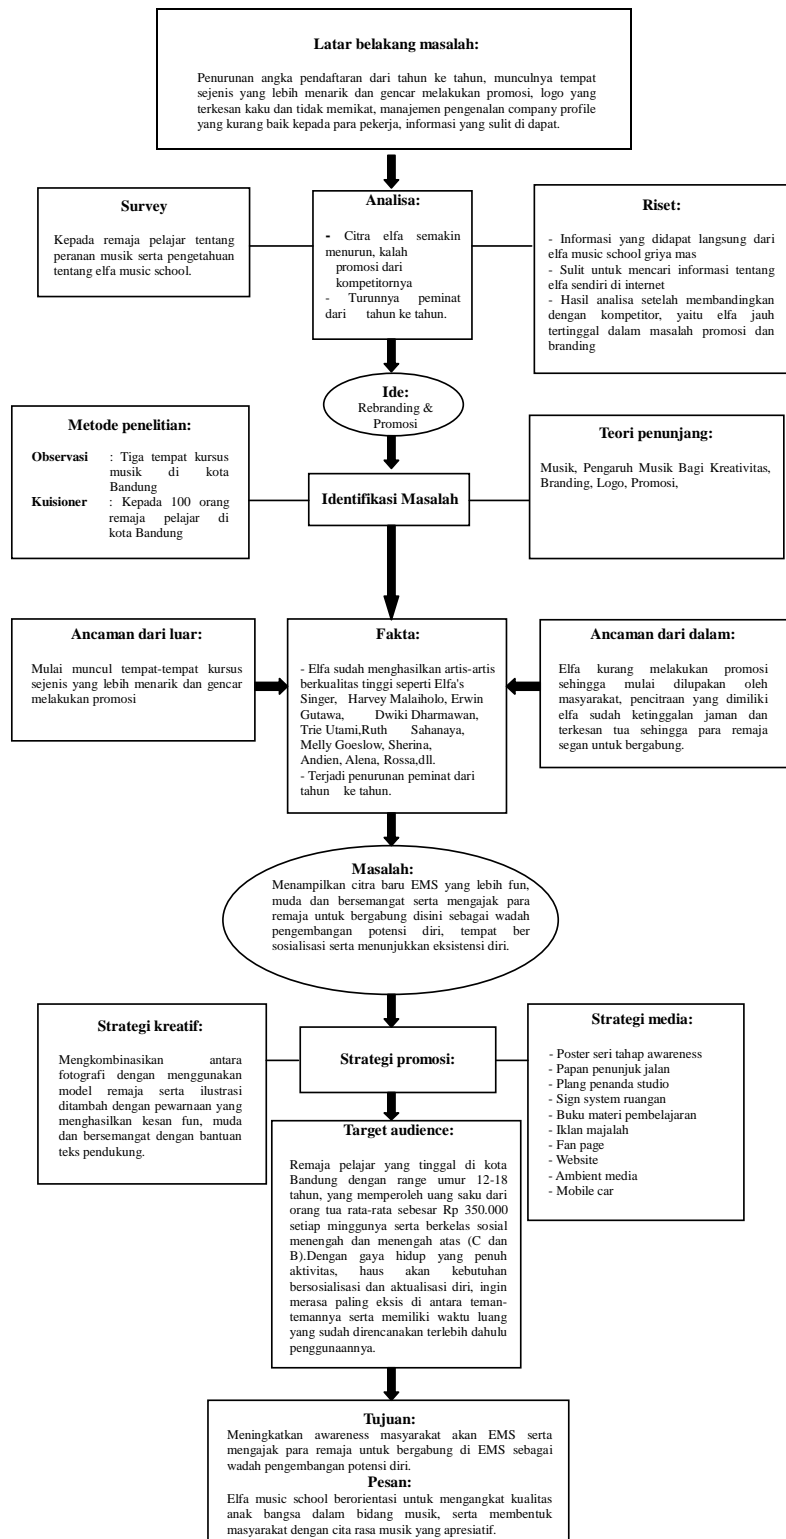 Latar belakang masalah:
Penurunan angka pendaftaran dari tahun ke tahun, munculnya tempat
sejenis yang lebih menarik dan gencar melakukan promosi, logo yang
terkesan kaku dan tidak memikat, manajemen pengenalan company profile
yang kurang baik kepada para pekerja, informasi yang sulit di dapat.
Survey
Kepada remaja pelajar tentang
peranan musik serta pengetahuan
tentang elfa music school.
Analisa:
- Citra elfa semakin
menurun, kalah
promosi dari
kompetitornya
- Turunnya peminat
dari tahun ke tahun.
Riset:
- Informasi yang didapat langsung dari
elfa music school griya mas
- Sulit untuk mencari informasi tentang
elfa sendiri di internet
- Hasil analisa setelah membandingkan
dengan kompetitor, yaitu elfa jauh
tertinggal dalam masalah promosi dan
branding
Ide:
Rebranding &
Promosi
Metode penelitian:
Observasi : Tiga tempat kursus
musik di kota
Bandung
Kuisioner : Kepada 100 orang
remaja pelajar di
kota Bandung
Identifikasi Masalah
Teori penunjang:
Musik, Pengaruh Musik Bagi Kreativitas,
Branding, Logo, Promosi,
Ancaman dari luar:
Mulai muncul tempat-tempat kursus
sejenis yang lebih menarik dan gencar
melakukan promosi
Fakta:
- Elfa sudah menghasilkan artis-artis
berkualitas tinggi seperti Elfa's
Singer, Harvey Malaiholo, Erwin
Gutawa, Dwiki Dharmawan,
Trie Utami,Ruth Sahanaya,
Melly Goeslow, Sherina,
Andien, Alena, Rossa,dll.
- Terjadi penurunan peminat dari
tahun ke tahun.
Ancaman dari dalam:
Elfa kurang melakukan promosi
sehingga mulai dilupakan oleh
masyarakat, pencitraan yang dimiliki
elfa sudah ketinggalan jaman dan
terkesan tua sehingga para remaja
segan untuk bergabung.
Masalah:
Menampilkan citra baru EMS yang lebih fun,
muda dan bersemangat serta mengajak para
remaja untuk bergabung disini sebagai wadah
pengembangan potensi diri, tempat ber
sosialisasi serta menunjukkan eksistensi diri.
Strategi kreatif:
Mengkombinasikan antara
fotografi dengan menggunakan
model remaja serta ilustrasi
ditambah dengan pewarnaan yang
menghasilkan kesan fun, muda
dan bersemangat dengan bantuan
teks pendukung.
Strategi promosi:
Strategi media:
- Poster seri tahap awareness
- Papan penunjuk jalan
- Plang penanda studio
- Sign system ruangan
- Buku materi pembelajaran
- Iklan majalah
- Fan page
- Website
- Ambient media
- Mobile car
Target audience:
Remaja pelajar yang tinggal di kota
Bandung dengan range umur 12-18
tahun, yang memperoleh uang saku dari
orang tua rata-rata sebesar Rp 350.000
setiap minggunya serta berkelas sosial
menengah dan menengah atas (C dan
B).Dengan gaya hidup yang penuh
aktivitas, haus akan kebutuhan
bersosialisasi dan aktualisasi diri, ingin
merasa paling eksis di antara teman-
temannya serta memiliki waktu luang
yang sudah direncanakan terlebih dahulu
penggunaannya.
Tujuan:
Meningkatkan awareness masyarakat akan EMS serta
mengajak para remaja untuk bergabung di EMS sebagai
wadah pengembangan potensi diri.
Pesan:
Elfa music school berorientasi untuk mengangkat kualitas
anak bangsa dalam bidang musik, serta membentuk
masyarakat dengan cita rasa musik yang apresiatif.